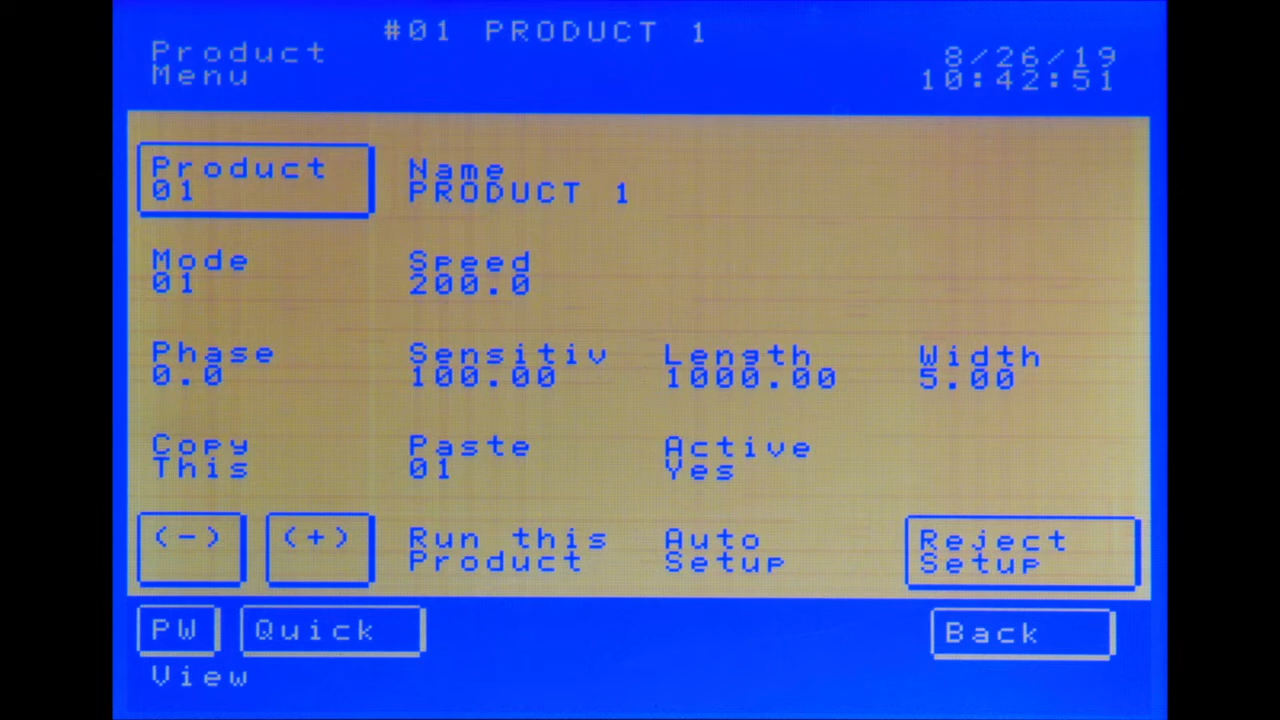 #01 PRODUCT 1
Product
Menu
8/26/19
10:42:51
Product
01
Name
PRODUCT 1
Mode
01
Speed
200.0
Phase
0.0
Sensitiv
100.00
Length
1000.00
Width
5.00
Copy
This
Paste
01
Active
Yes
(-)
(+)
Run this
Product
Auto
Setup
Reject
Setup
PW
Quick
Back
View